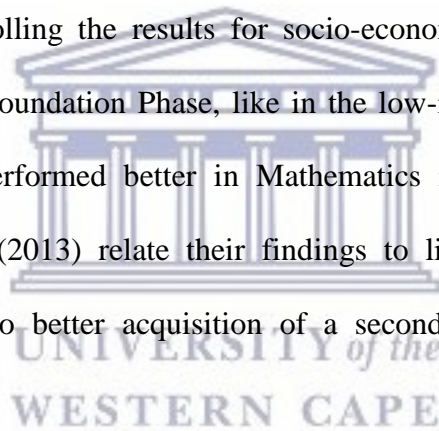 olling the results for socio-econom
oundation Phase, like in the low-
erformed better in Mathematics
(2013) relate their findings to li
o better acquisition of a second
UNIVERSITY of the
WESTERN CAPE